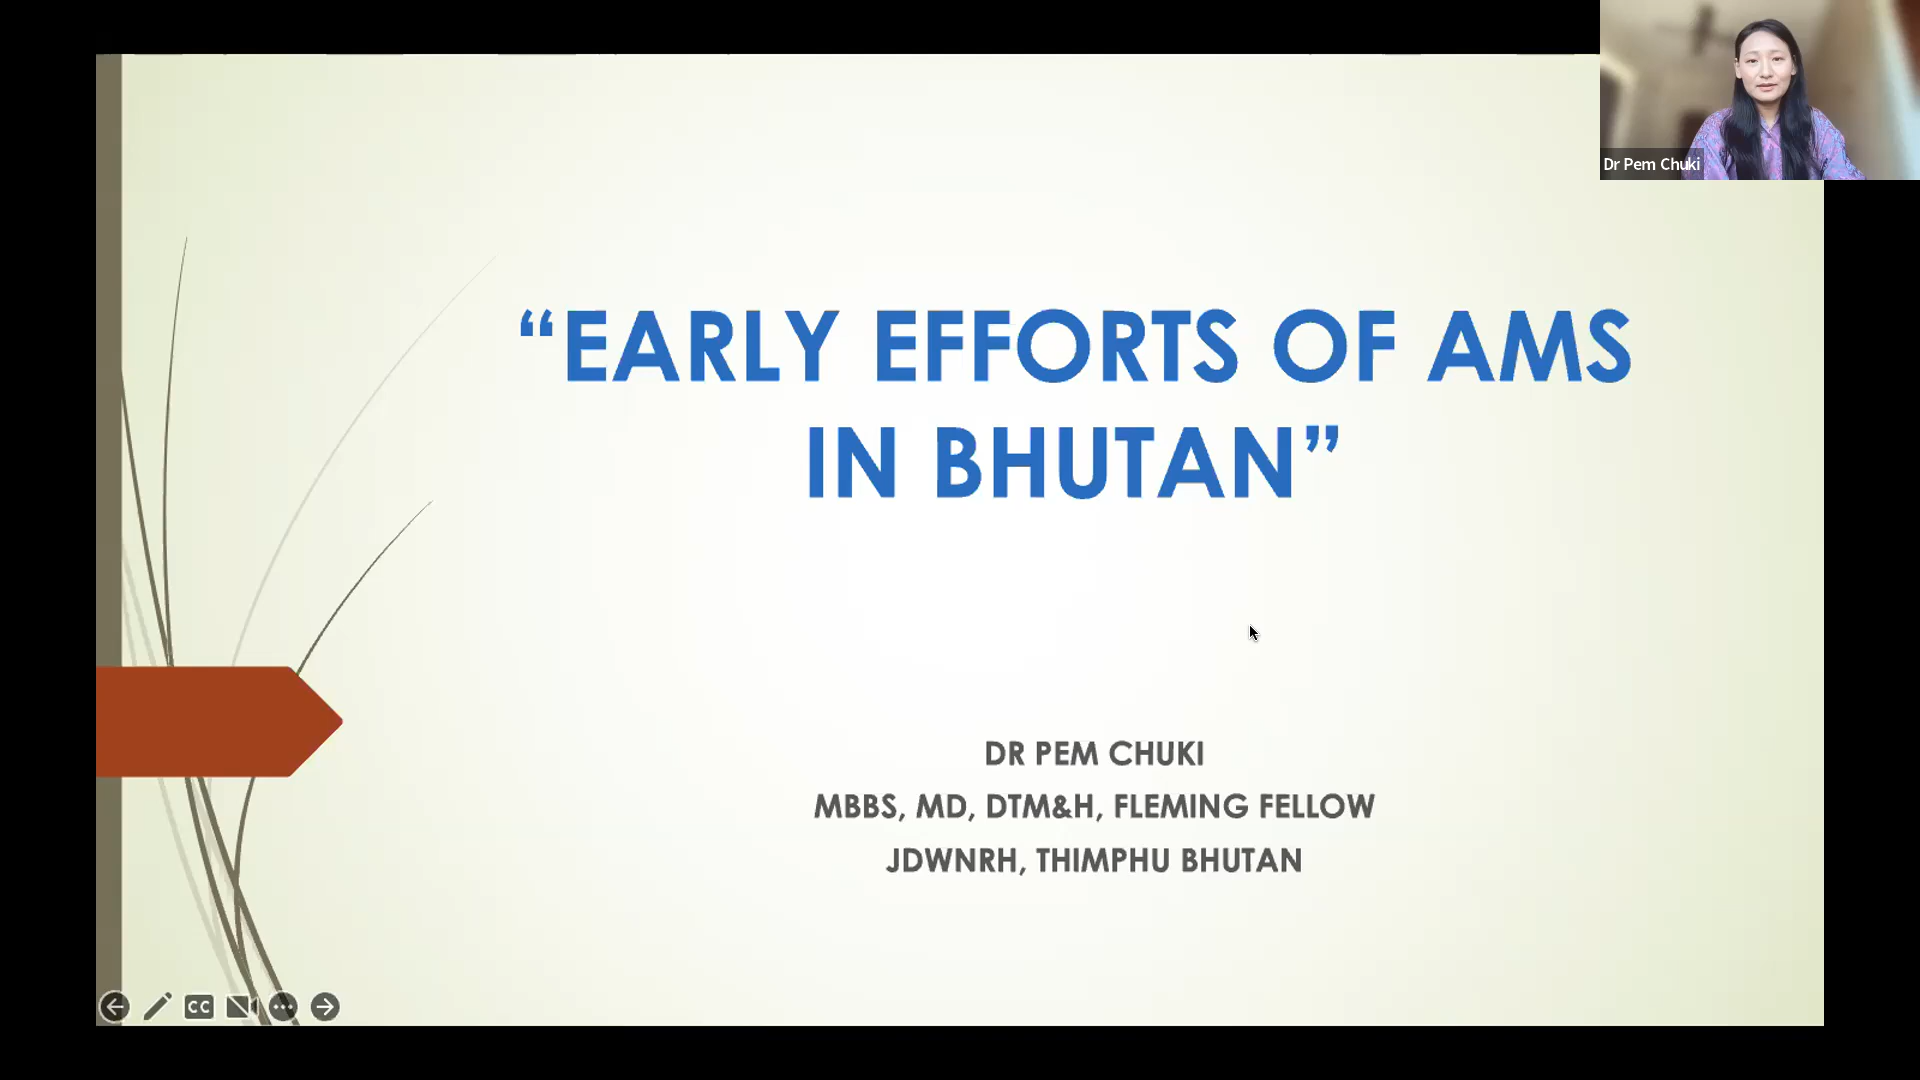 Dr Pem Chuki
“EARLY EFFORTS OF AMS
IN BHUTAN”
DR PEM CHUKI
MBBS, MD, DTM&H, FLEMING FELLOW
JDWNRH, THIMPHU BHUTAN
CC